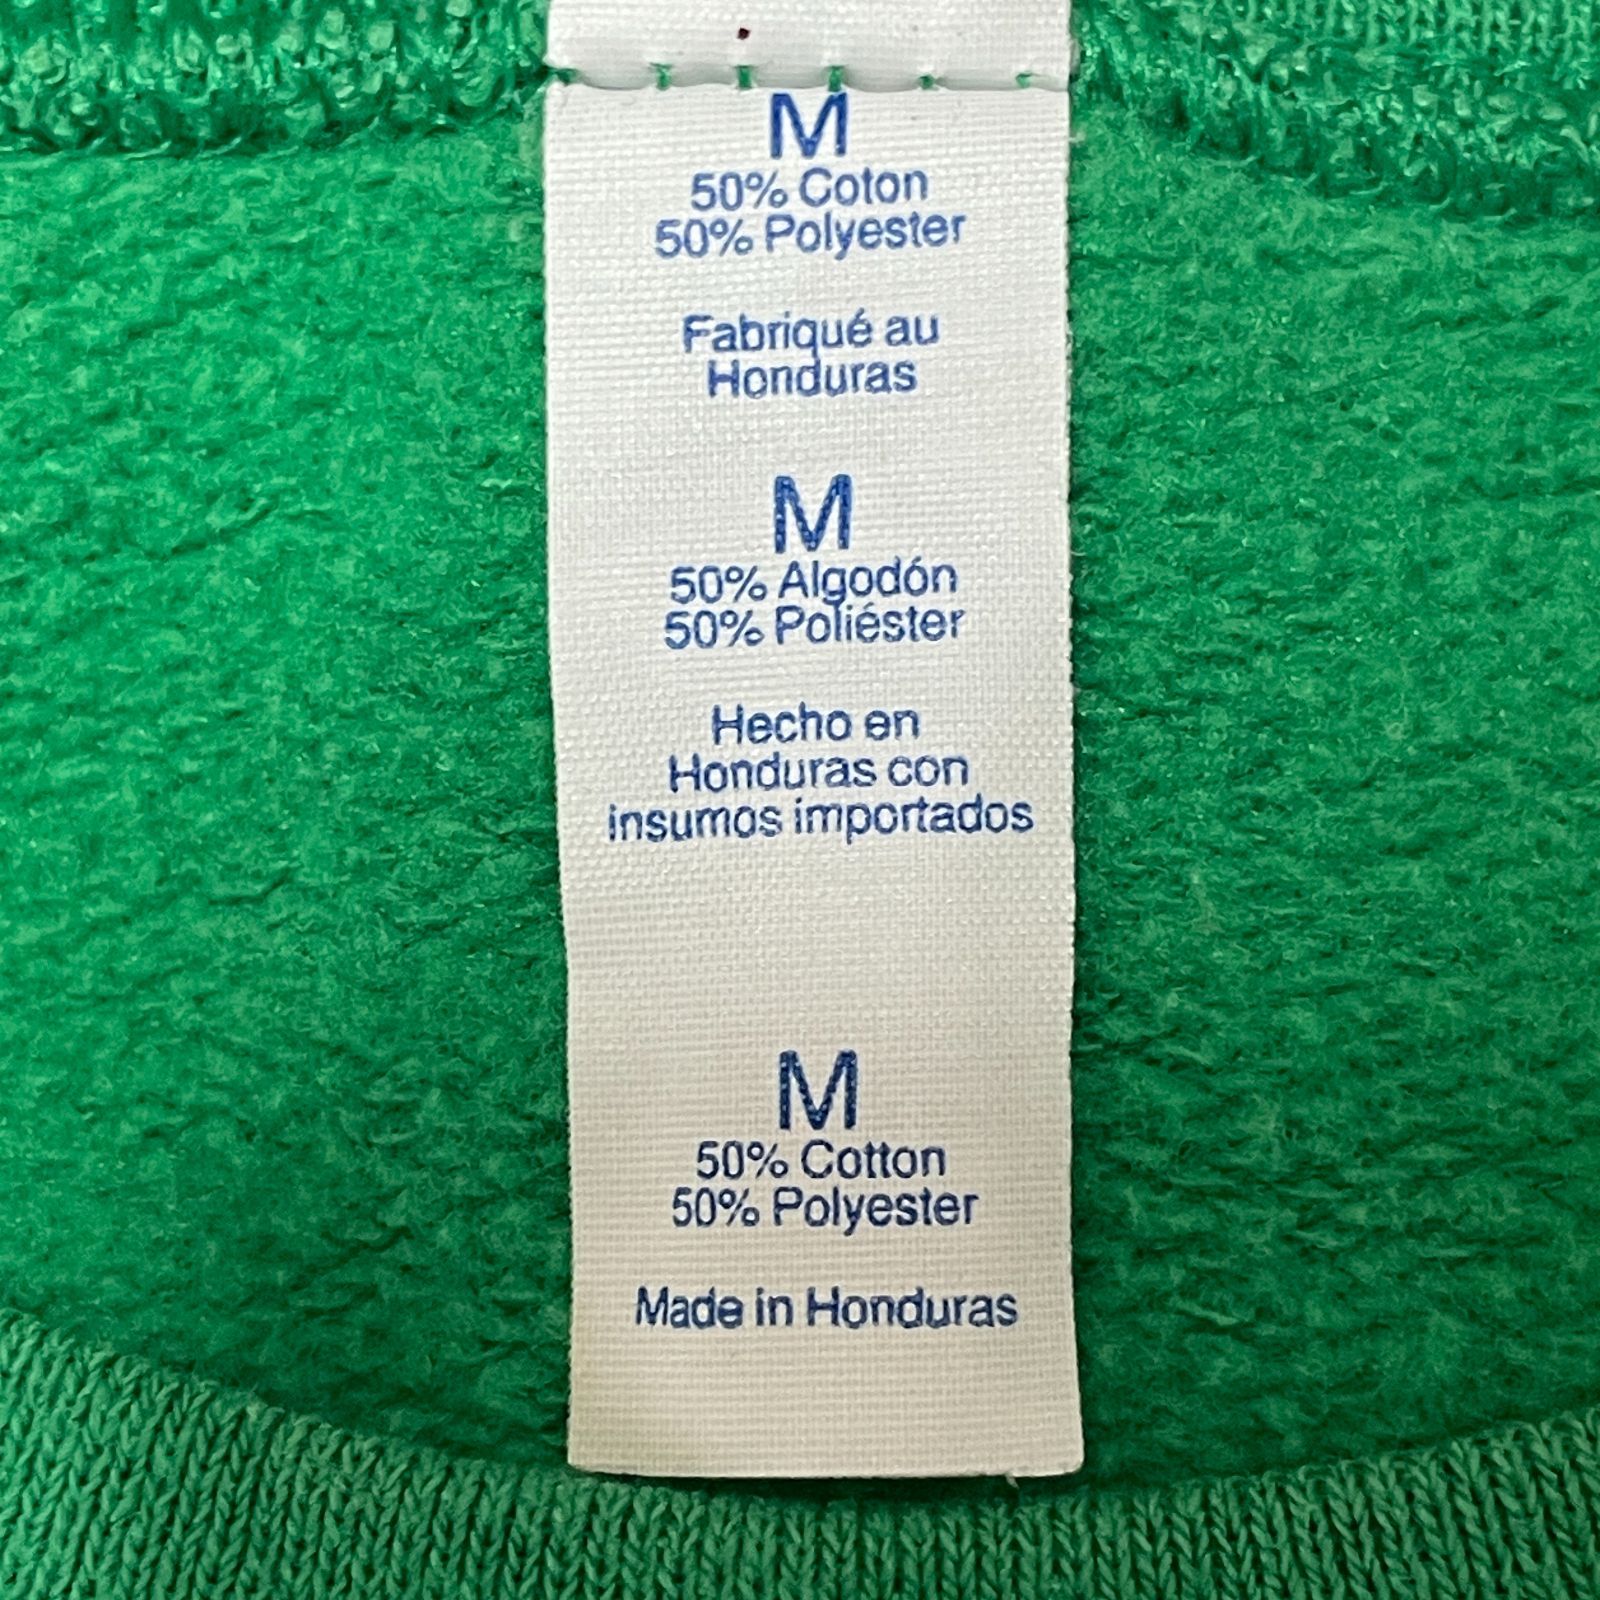 M
50% Coton
50% Polyester
Fabriqué au
Honduras
M
50% Algodón
50% Poliéster
Hecho en
Honduras con
insumos importados
M
50% Cotton
50% Polyester
Made in Honduras